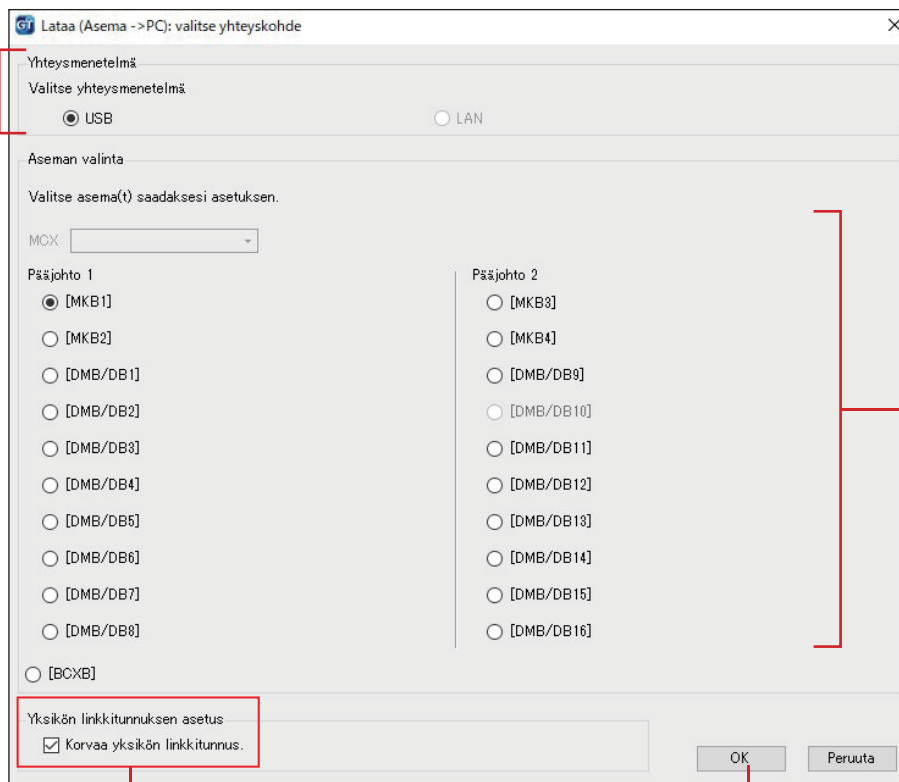 GT Lataa (Asema ->PC): valitse yhteyskohde
Yhteysmenetelmä
Valitse yhteysmenetelmä
USB
LAN
Aseman valinta
Valitse asema(t) saadaksesi asetuksen.
MCX
Pääjohto 1
[MKB1]
[MKB2]
[DMB/DB1]
[DMB/DB2]
[DMB/DB3]
[DMB/DB4]
[DMB/DB5]
[DMB/DB6]
[DMB/DB7]
[DMB/DB8]
Pääjohto 2
[MKB3]
[MKB4]
[DMB/DB9]
[DMB/DB10]
[DMB/DB11]
[DMB/DB12]
[DMB/DB13]
[DMB/DB14]
[DMB/DB15]
[DMB/DB16]
[BCXB]
Yksikön linkkitunnuksen asetus
Korvaa yksikön linkkitunnus.
OK
Peruuta